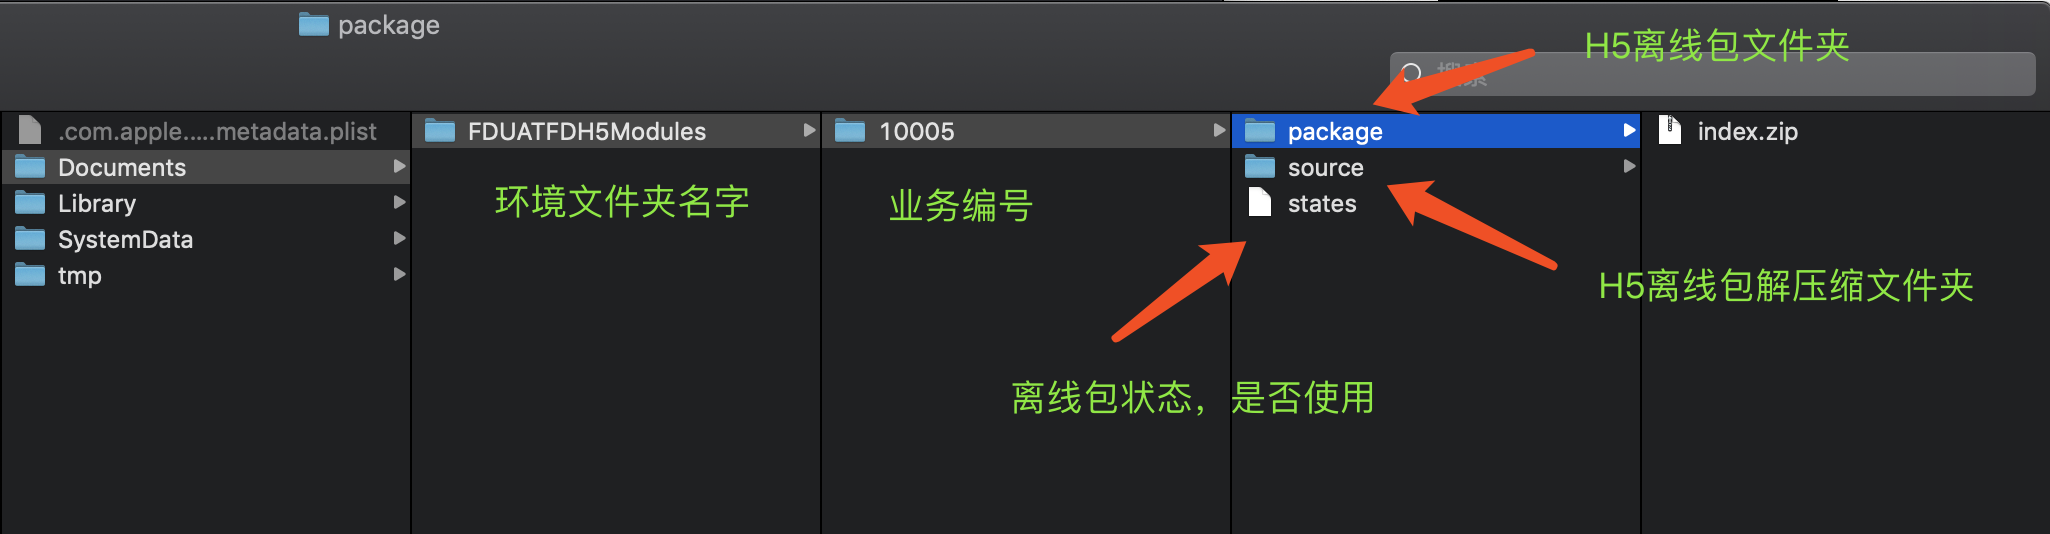 package
H5离线包文件夹
搜索
.com.apple.....metadata.plist
Documents
Library
SystemData
tmp
FDUATFDH5Modules
环境文件夹名字
10005
业务编号
package
source
states
index.zip
H5离线包解压缩文件夹
离线包状态，是否使用